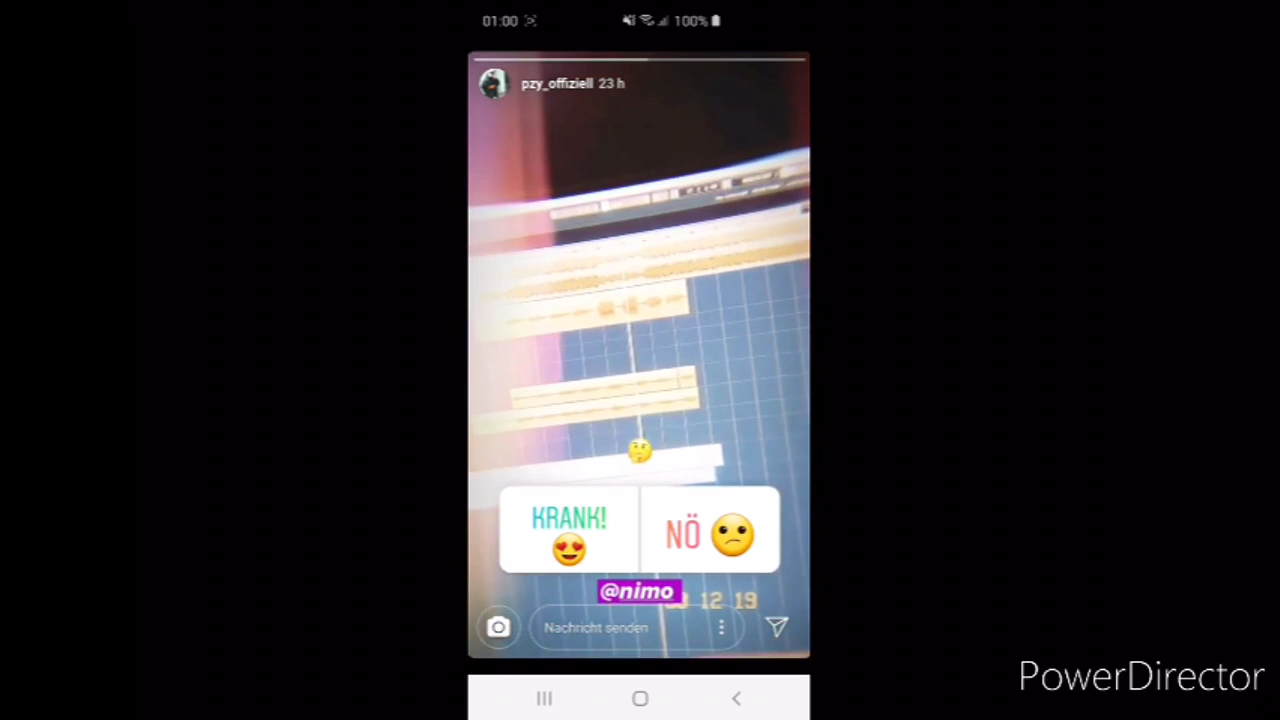 01:00 100%
pzy_offiziell 23 h
KRANK!
NÖ
@nimo
12 19
Nachricht senden
PowerDirector